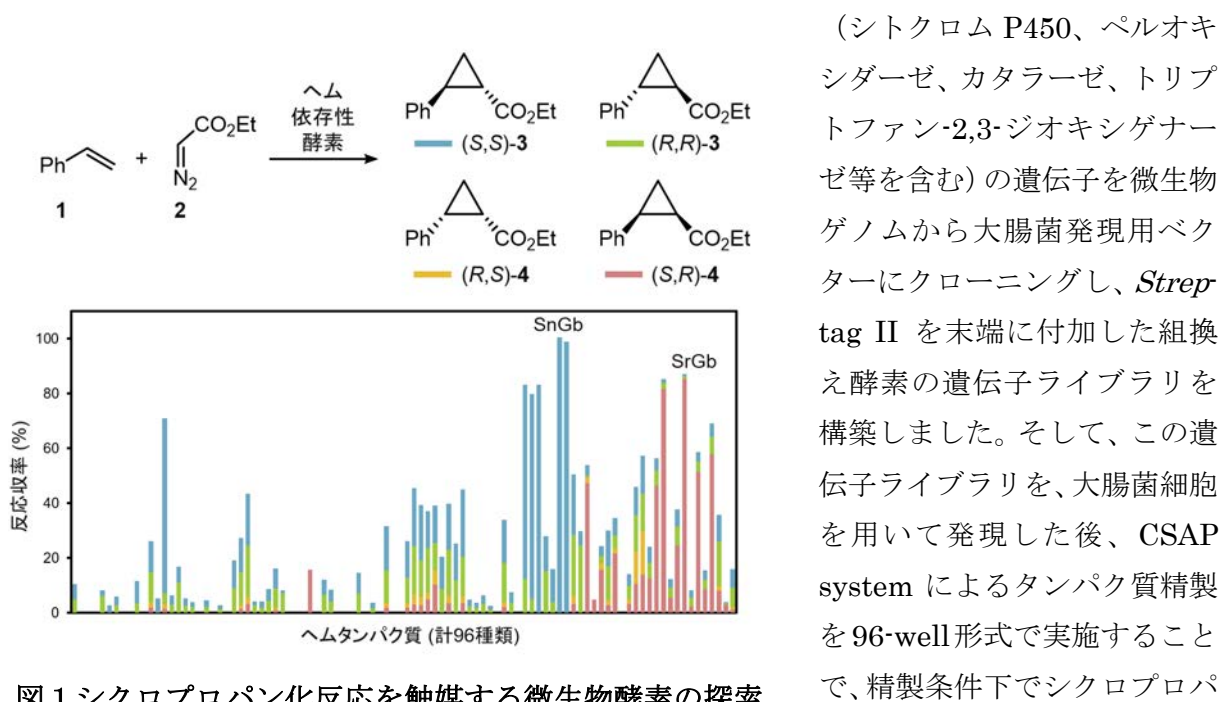 ヘム
依存性
酵素
Ph
1
+
CO₂Et
N₂
2
Ph
CO₂Et
(S,S)-3
Ph
CO₂Et
(R,R)-3
Ph
CO₂Et
(R,S)-4
Ph
CO₂Et
(S,R)-4
反応収率 (%)
100
80
60
40
20
0
SnGb
SrGb
ヘムタンパク質 (計96種類)
図1シクロプロパン化反応を触媒する微生物酵素の探索
(シトクロム P450、ペルオキ
シダーゼ、カタラーゼ、トリプ
トファン-2,3-ジオキシゲナー
ゼ等を含む)の遺伝子を微生物
ゲノムから大腸菌発現用ベク
ターにクローニングし、Strep-
tag II を末端に付加した組換
え酵素の遺伝子ライブラリを
構築しました。そして、この遺
伝子ライブラリを、大腸菌細胞
を用いて発現した後、CSAP
system によるタンパク質精製
を 96-well 形式で実施すること
で、精製条件下でシクロプロパ